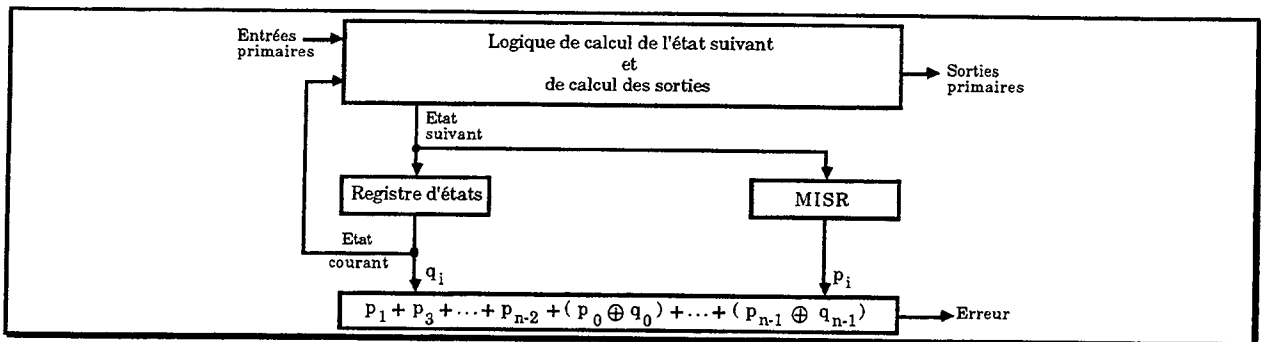 Entrées
primaires
Logique de calcul de l'état suivant
et
de calcul des sorties
Sorties
primaires
Etat
suivant
Registre d'états
MISR
Etat
courant
q_i
p_i
p_1 + p_3 + ... + p_{n-2} + ( p_0 ⊕ q_0 ) + ... + ( p_{n-1} ⊕ q_{n-1} )
Erreur